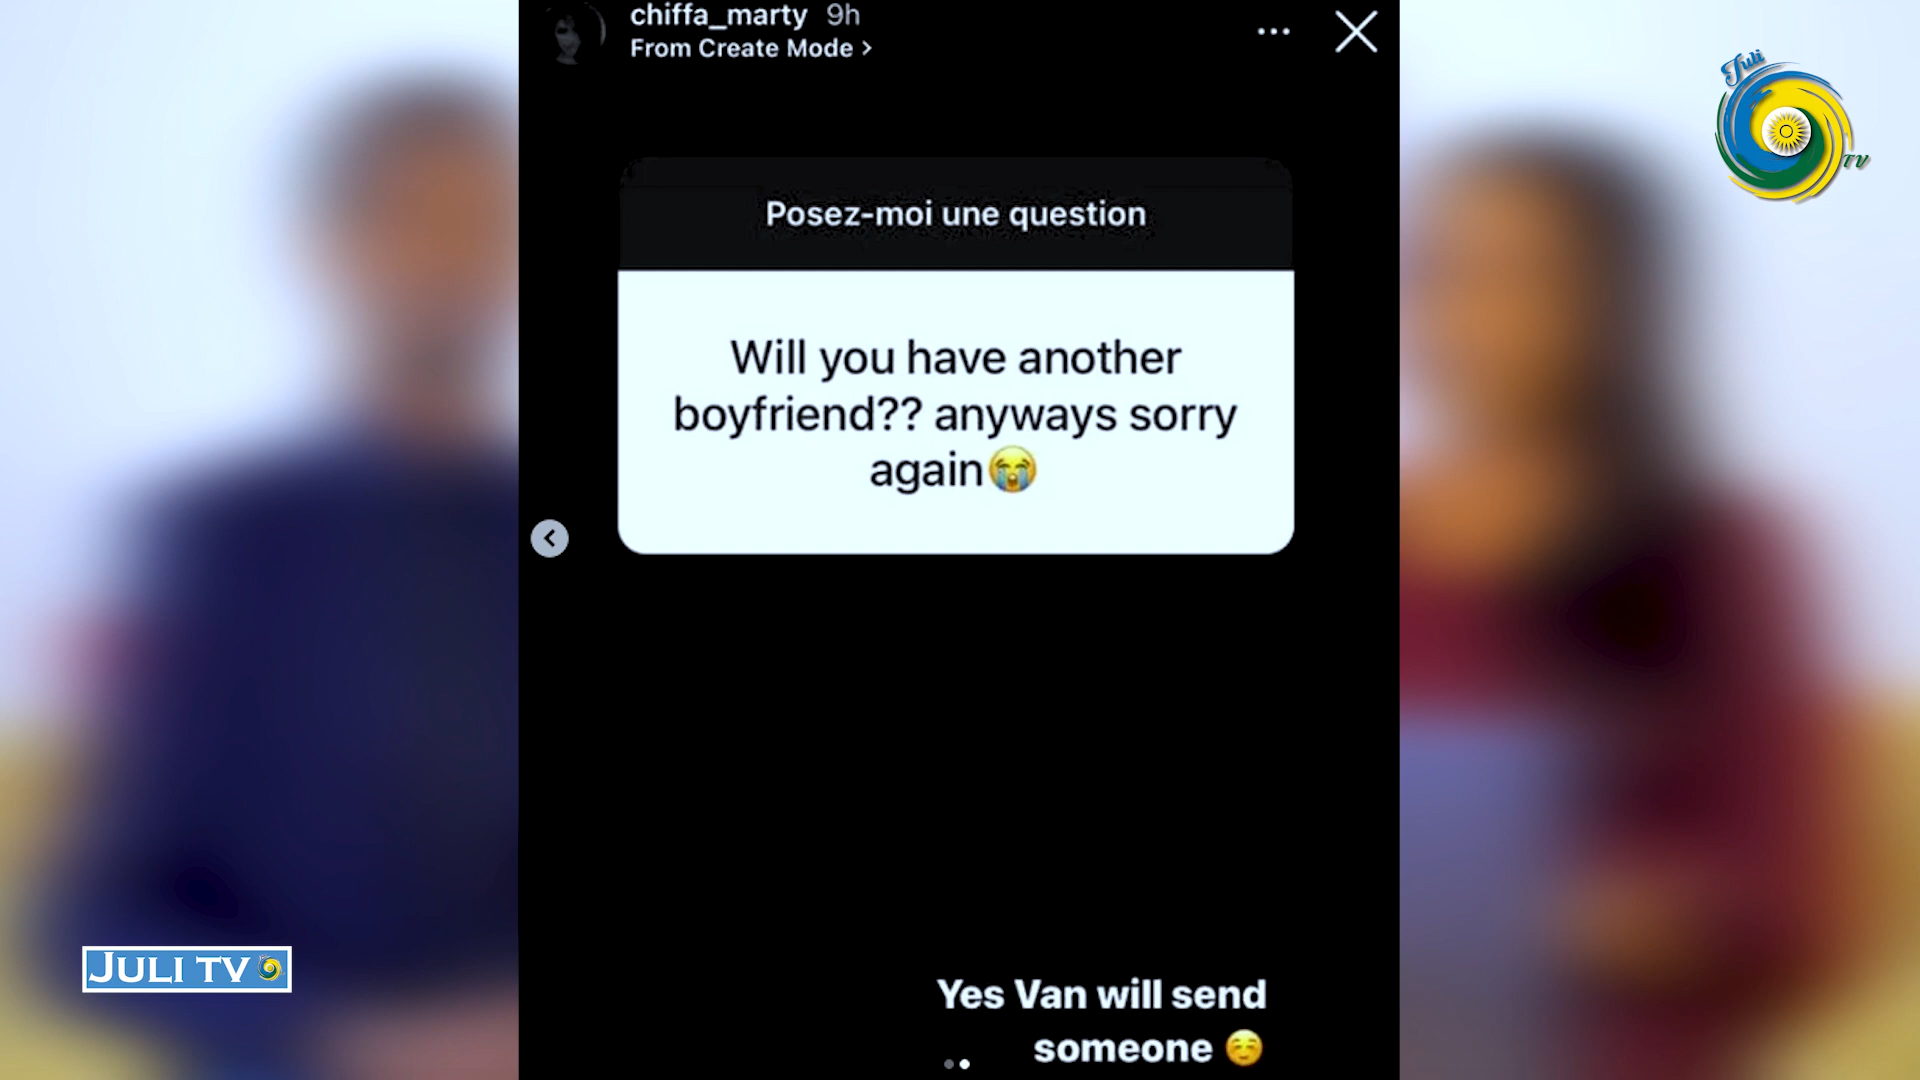 chiffa_marty 9h
From Create Mode >
Juli
TV
Posez-moi une question
Will you have another
boyfriend?? anyways sorry
again😭
JULI TV
Yes Van will send
someone ☺️